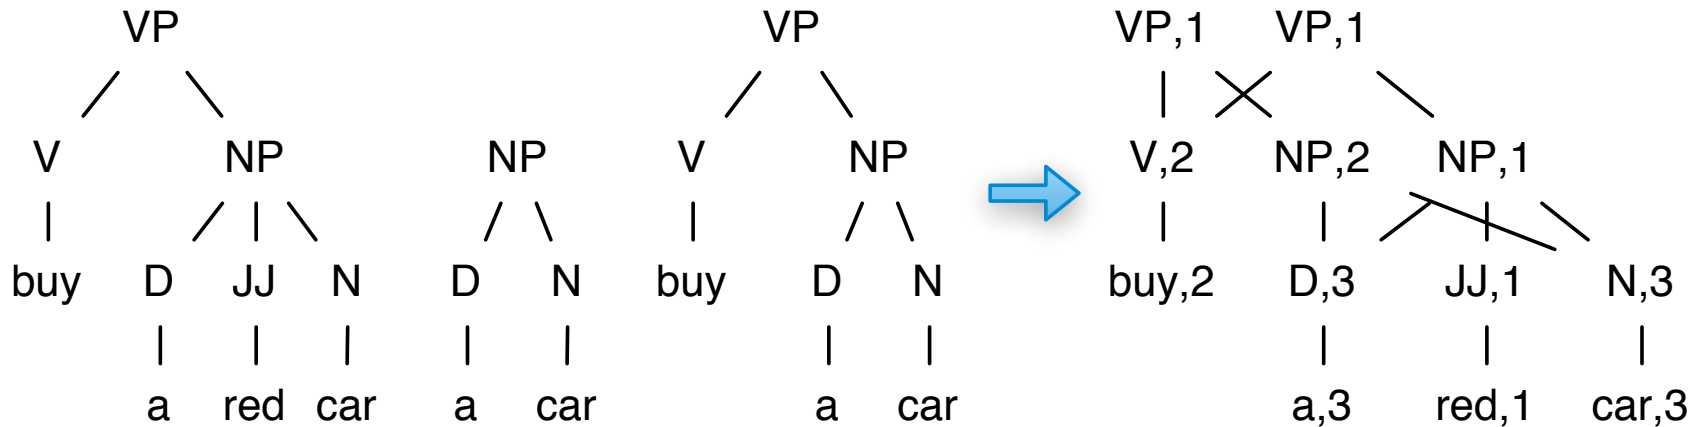 VP VP VP,1 VP,1
V NP NP V NP V,2 NP,2 NP,1
buy D JJ N D N buy D N buy,2 D,3 JJ,1 N,3
a red car a car a car a,3 red,1 car,3